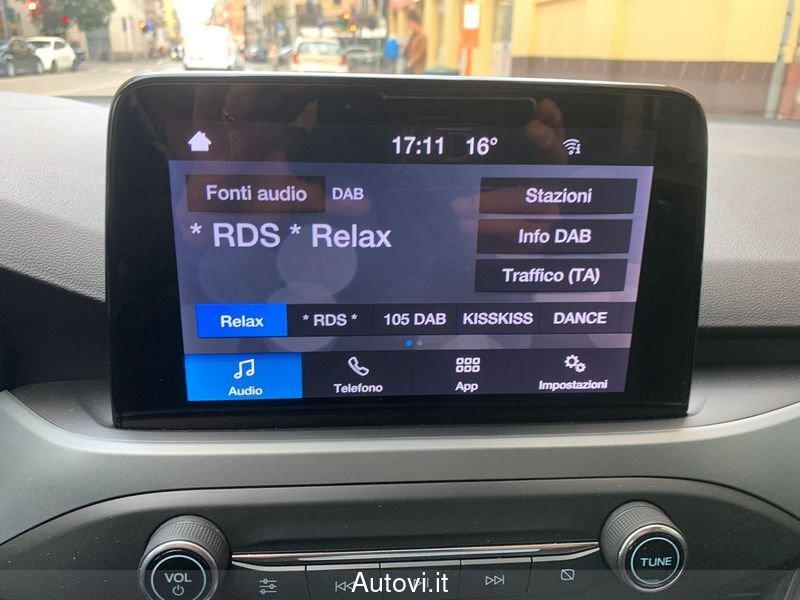 17:11 16°
Fonti audio DAB Stazioni
* RDS * Relax Info DAB
Traffico (TA)
Relax * RDS * 105 DAB KISSKISS DANCE
Audio Telefono App Impostazioni
VOL TUNE
Autovi.it